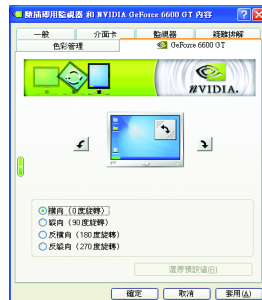 隨插即用監視器 和 NVIDIA GeForce 6600 GT 內容
一般 介面卡 監視器 疑難排解
色彩管理 GeForce 6600 GT
NVIDIA.
橫向 (0 度旋轉)
縱向 (90 度旋轉)
反橫向 (180 度旋轉)
反縱向 (270 度旋轉)
還原預設值(R)
確定 取消 套用(A)